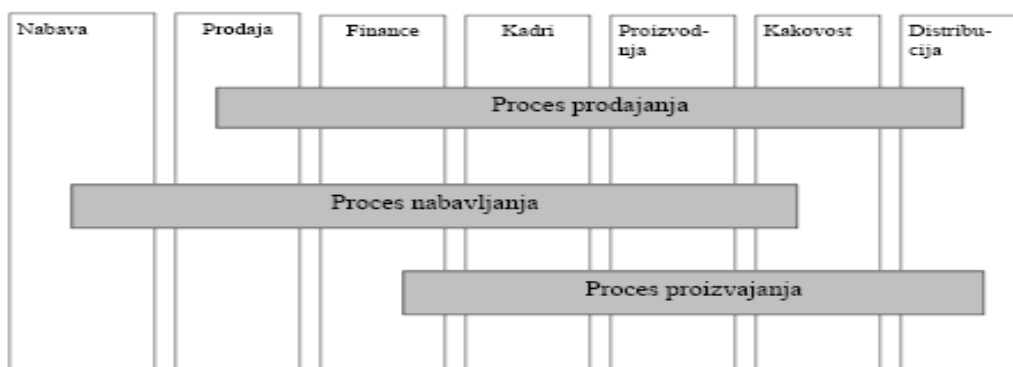 Nabava
Prodaja
Finance
Kadri
Proizvod-
nja
Kakovost
Distribu-
cija
Proces prodajanja
Proces nabavljanja
Proces proizvajanja